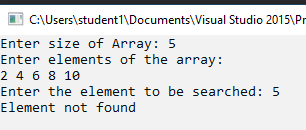 C:\Users\student1\Documents\Visual Studio 2015\Pr
Enter size of Array: 5
Enter elements of the array:
2 4 6 8 10
Enter the element to be searched: 5
Element not found